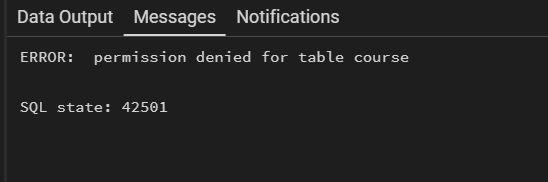 Data Output Messages Notifications
ERROR:  permission denied for table course
SQL state: 42501